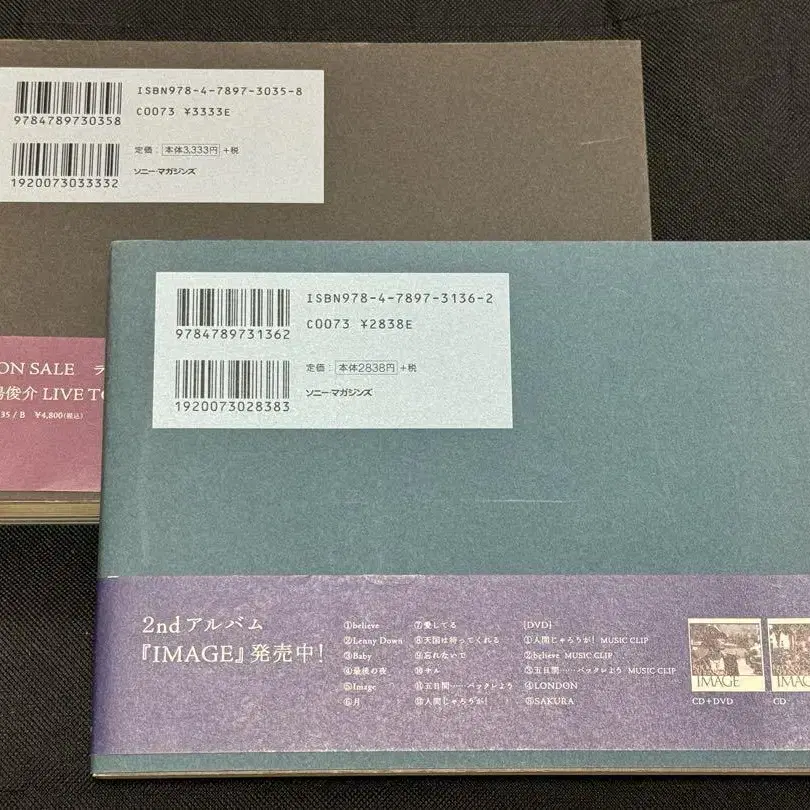 ISBN978-4-7897-3035-8
C0073 ¥3333E
9784789730358
定価: 本体3,333円 +税
ソニー・マガジンズ
1920073033332
ON SALE
俊介 LIVE
35 / B ¥4,800(税込)
ISBN978-4-7897-3136-2
C0073 ¥2838E
9784789731362
定価: 本体2838円 +税
ソニー・マガジンズ
1920073028383
2ndアルバム
『IMAGE』発売中!
①believe
②Lenny Down
③Baby
④最後の夜
⑤Image
⑥月
⑦愛してる
⑧天国は待ってくれる
⑨忘れないで
⑪五日間……バックレよう
⑫人間じゃろうが!
[DVD]
①人間じゃろうが! MUSIC CLIP
②believe MUSIC CLIP
③五日間……バックレよう MUSIC CLIP
④LONDON
⑤SAKURA
IMAGE
CD+DVD
IMA
CD